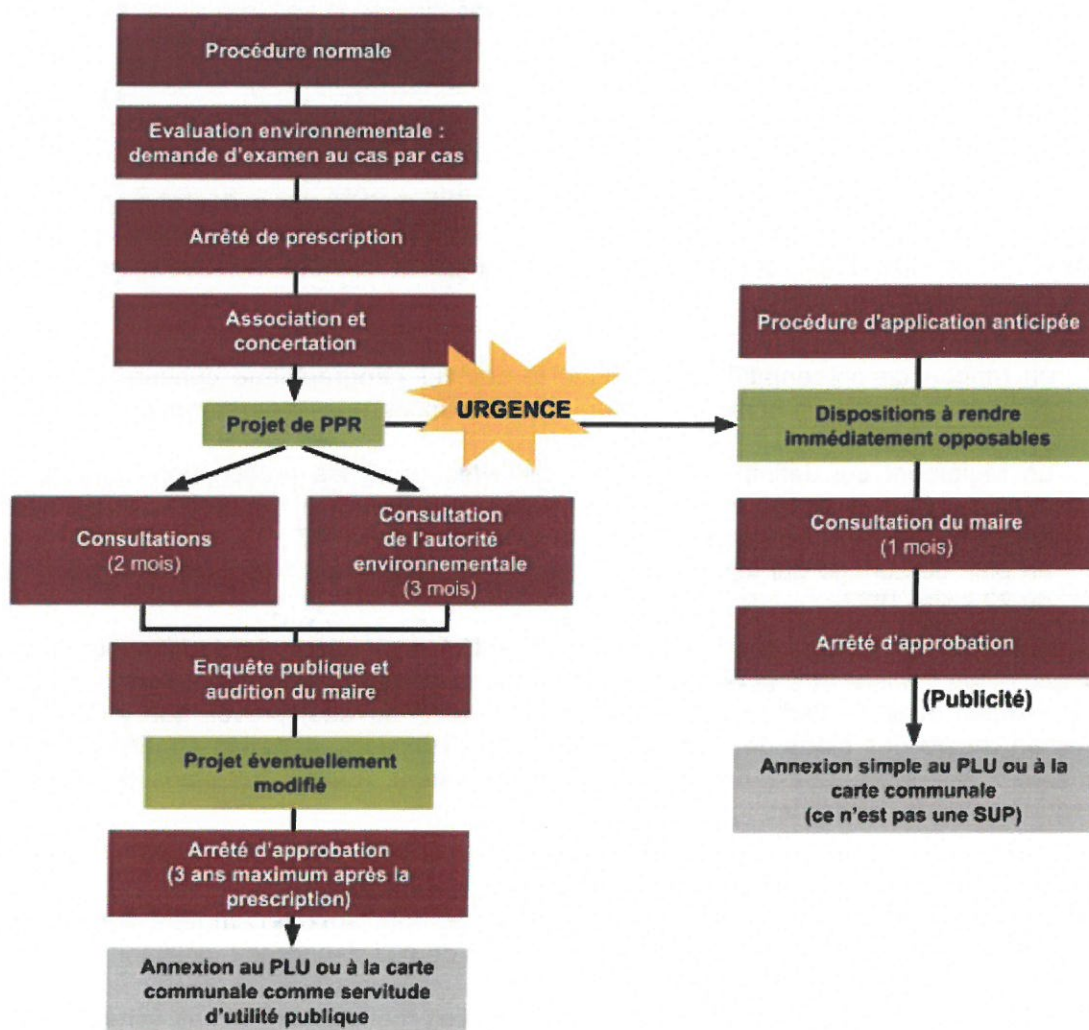 Procédure normale
Evaluation environnementale :
demande d'examen au cas par cas
Arrêté de prescription
Association et
concertation
Projet de PPR
URGENCE
Consultations
(2 mois)
Consultation
de l'autorité
environnementale
(3 mois)
Enquête publique et
audition du maire
Projet éventuellement
modifié
Arrêté d'approbation
(3 ans maximum après la
prescription)
Annexion au PLU ou à la carte
communale comme servitude
d'utilité publique
Procédure d'application anticipée
Dispositions à rendre
immédiatement opposables
Consultation du maire
(1 mois)
Arrêté d'approbation
(Publicité)
Annexion simple au PLU ou à la
carte communale
(ce n'est pas une SUP)